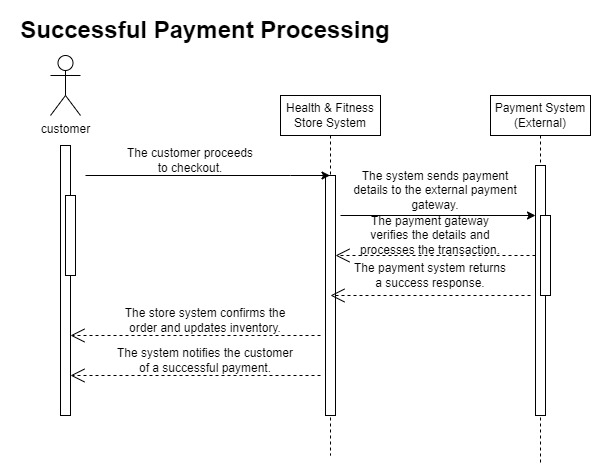 Successful Payment Processing
customer
Health & Fitness
Store System
Payment System
(External)
The customer proceeds
to checkout.
The system sends payment
details to the external payment
gateway.
The payment gateway
verifies the details and
processes the transaction.
The payment system returns
a success response.
The store system confirms the
order and updates inventory.
The system notifies the customer
of a successful payment.